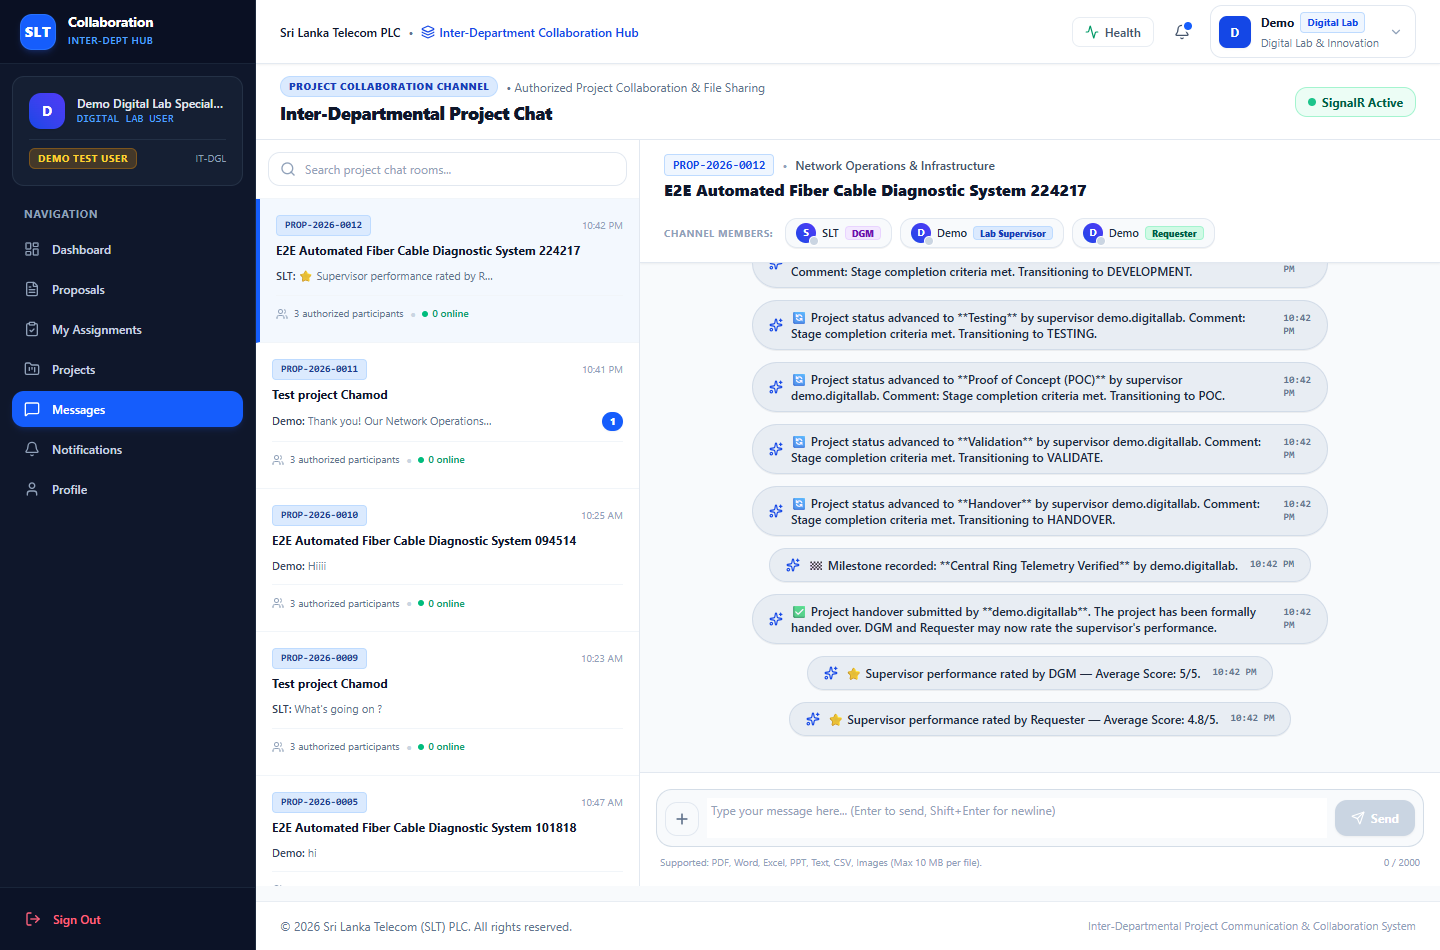 SLT
Collaboration
INTER-DEPT HUB
D
Demo Digital Lab Special...
DIGITAL LAB USER
DEMO TEST USER
IT-DGL
NAVIGATION
Dashboard
Proposals
My Assignments
Projects
Messages
Notifications
Profile
Sign Out
Sri Lanka Telecom PLC • Inter-Department Collaboration Hub
Health
D
Demo Digital Lab
Digital Lab & Innovation
PROJECT COLLABORATION CHANNEL • Authorized Project Collaboration & File Sharing
Inter-Departmental Project Chat
SignalR Active
Search project chat rooms...
PROP-2026-0012 10:42 PM
E2E Automated Fiber Cable Diagnostic System 224217
SLT: ⭐ Supervisor performance rated by R...
3 authorized participants • 0 online
PROP-2026-0011 10:41 PM
Test project Chamod
Demo: Thank you! Our Network Operations... 1
3 authorized participants • 0 online
PROP-2026-0010 10:25 AM
E2E Automated Fiber Cable Diagnostic System 094514
Demo: Hiiii
3 authorized participants • 0 online
PROP-2026-0009 10:23 AM
Test project Chamod
SLT: What's going on ?
3 authorized participants • 0 online
PROP-2026-0005 10:47 AM
E2E Automated Fiber Cable Diagnostic System 101818
Demo: hi
PROP-2026-0012 • Network Operations & Infrastructure
E2E Automated Fiber Cable Diagnostic System 224217
CHANNEL MEMBERS: S SLT DGM D Demo Lab Supervisor D Demo Requester
Comment: Stage completion criteria met. Transitioning to DEVELOPMENT. PM
🔄 Project status advanced to **Testing** by supervisor demo.digitallab. Comment: 10:42
Stage completion criteria met. Transitioning to TESTING. PM
🔄 Project status advanced to **Proof of Concept (POC)** by supervisor 10:42
demo.digitallab. Comment: Stage completion criteria met. Transitioning to POC. PM
🔄 Project status advanced to **Validation** by supervisor demo.digitallab. Comment: 10:42
Stage completion criteria met. Transitioning to VALIDATE. PM
🔄 Project status advanced to **Handover** by supervisor demo.digitallab. Comment: 10:42
Stage completion criteria met. Transitioning to HANDOVER. PM
🏁 Milestone recorded: **Central Ring Telemetry Verified** by demo.digitallab. 10:42 PM
✅ Project handover submitted by **demo.digitallab**. The project has been formally 10:42
handed over. DGM and Requester may now rate the supervisor's performance. PM
⭐ Supervisor performance rated by DGM — Average Score: 5/5. 10:42 PM
⭐ Supervisor performance rated by Requester — Average Score: 4.8/5. 10:42 PM
Type your message here... (Enter to send, Shift+Enter for newline)
Send
Supported: PDF, Word, Excel, PPT, Text, CSV, Images (Max 10 MB per file). 0 / 2000
© 2026 Sri Lanka Telecom (SLT) PLC. All rights reserved.
Inter-Departmental Project Communication & Collaboration System